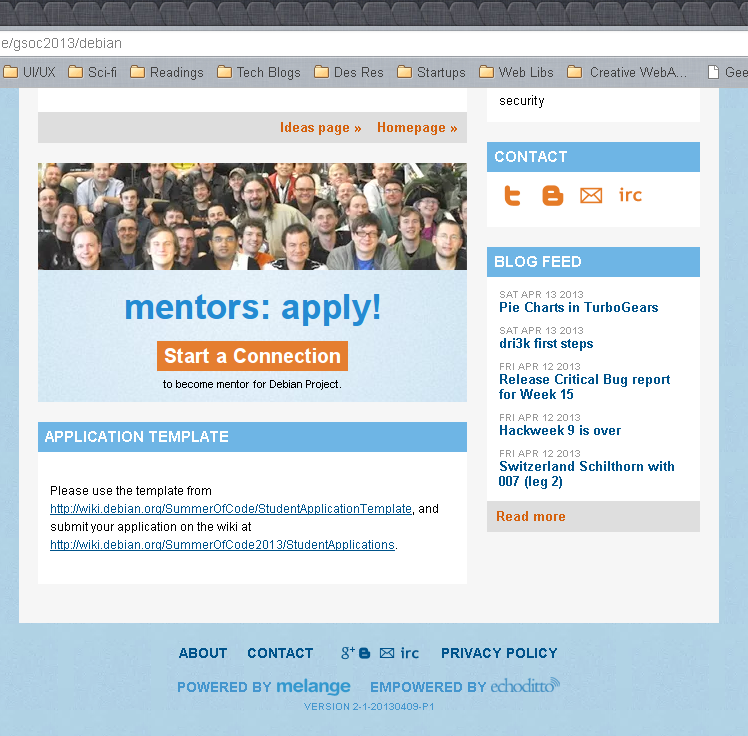 e/gsoc2013/debian
UI/UX Sci-fi Readings Tech Blogs Des Res Startups Web Libs Creative WebA... Gee
Ideas page » Homepage »
mentors: apply!
Start a Connection
to become mentor for Debian Project.
APPLICATION TEMPLATE
Please use the template from
http://wiki.debian.org/SummerOfCode/StudentApplicationTemplate, and
submit your application on the wiki at
http://wiki.debian.org/SummerOfCode2013/StudentApplications.
security
CONTACT
irc
BLOG FEED
SAT APR 13 2013
Pie Charts in TurboGears
SAT APR 13 2013
dri3k first steps
FRI APR 12 2013
Release Critical Bug report
for Week 15
FRI APR 12 2013
Hackweek 9 is over
FRI APR 12 2013
Switzerland Schilthorn with
007 (leg 2)
Read more
ABOUT CONTACT g+ irc PRIVACY POLICY
POWERED BY melange EMPOWERED BY echoditto
VERSION 2-1-20130409-P1